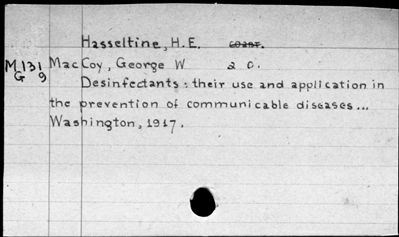 Hasseltine, H.E. coaut.
M131 MacCoy, George W 2 c.
G 9
Desinfectants: their use and application in
the prevention of communicable diseases...
Washington, 1917.